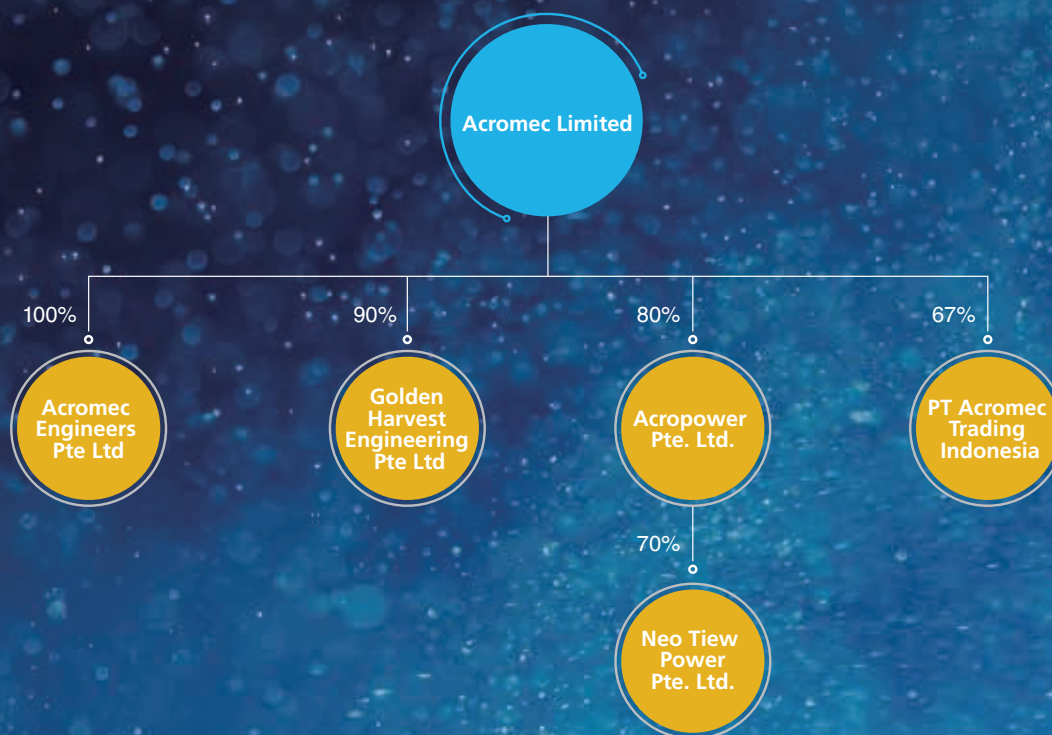 Acromec Limited
100%
90%
80%
67%
Acromec
Engineers
Pte Ltd
Golden
Harvest
Engineering
Pte Ltd
Acropower
Pte. Ltd.
PT Acromec
Trading
Indonesia
70%
Neo Tiew
Power
Pte. Ltd.